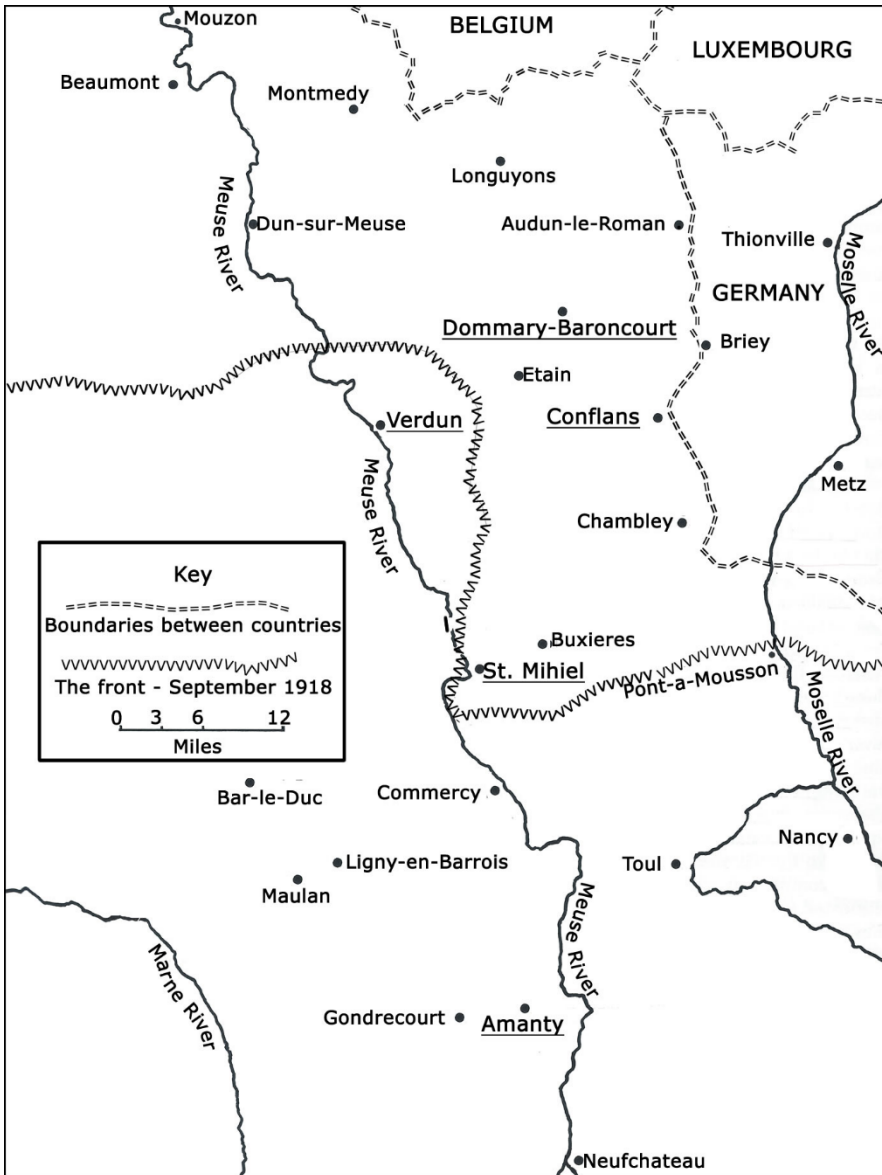 Mouzon
BELGIUM
LUXEMBOURG
Beaumont
Montmedy
Longuyons
Meuse River
Dun-sur-Meuse
Audun-le-Roman
Thionville
Moselle River
GERMANY
Dommary-Baroncourt
Briey
Etain
Verdun
Conflans
Metz
Meuse River
Chambley
Key
Boundaries between countries
The front - September 1918
0 3 6 12
Miles
Buxieres
St. Mihiel
Pont-a-Mousson
Moselle River
Bar-le-Duc
Commercy
Nancy
Ligny-en-Barrois
Toul
Maulan
Meuse River
Marne River
Gondrecourt
Amanty
Neufchateau